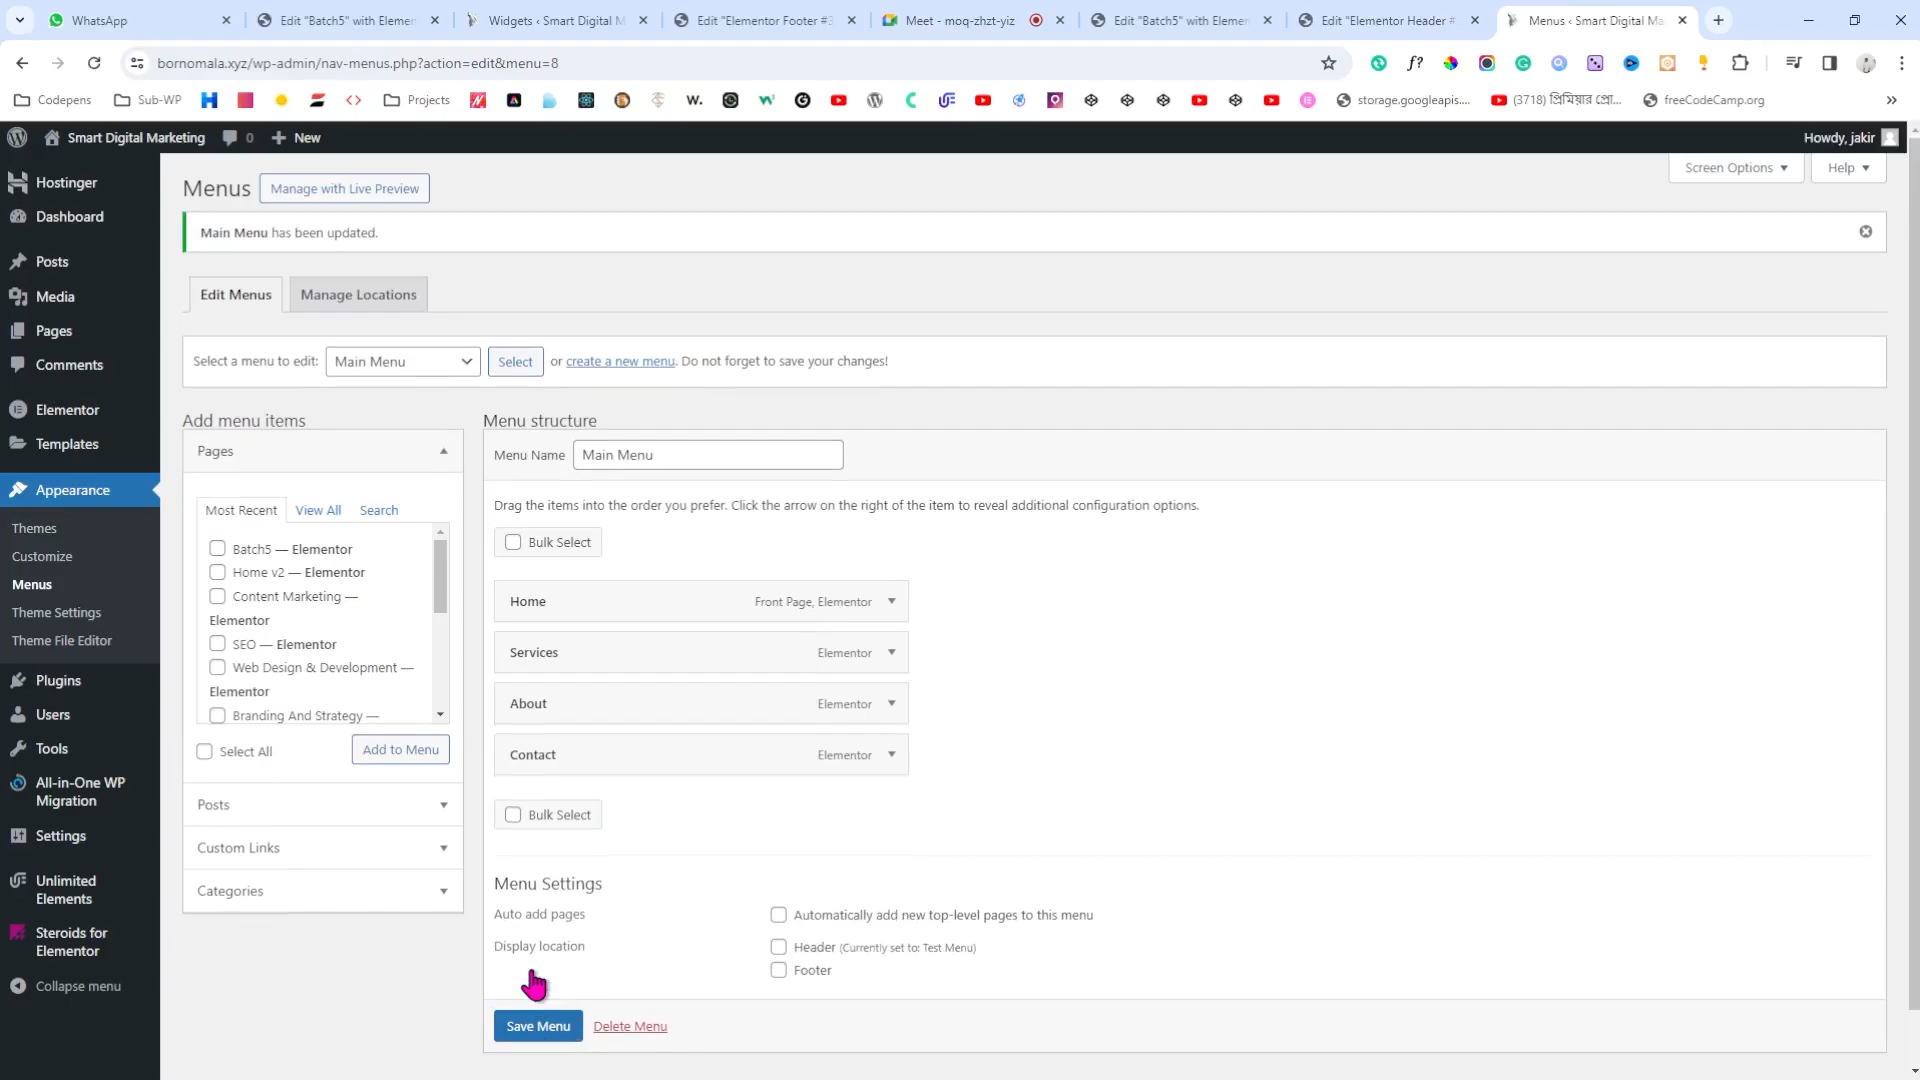 WhatsApp
Edit "Batch5" with Elemen
Widgets ‹ Smart Digital M
Edit "Elementor Footer #3
Meet - moq-zhzt-yiz
Edit "Batch5" with Elemen
Edit "Elementor Header #
Menus ‹ Smart Digital Ma
bornomala.xyz/wp-admin/nav-menus.php?action=edit&menu=8
Codepens
Sub-WP
Projects
storage.googleapis....
(3718) প্রিমিয়ার প্রো...
freeCodeCamp.org
Smart Digital Marketing
0
New
Howdy, jakir
Hostinger
Dashboard
Posts
Media
Pages
Comments
Elementor
Templates
Appearance
Themes
Customize
Menus
Theme Settings
Theme File Editor
Plugins
Users
Tools
All-in-One WP
Migration
Settings
Unlimited
Elements
Steroids for
Elementor
Collapse menu
Screen Options
Help
Menus
Manage with Live Preview
Main Menu has been updated.
Edit Menus
Manage Locations
Select a menu to edit:
Main Menu
Select
or create a new menu. Do not forget to save your changes!
Add menu items
Pages
Most Recent
View All
Search
Batch5 — Elementor
Home v2 — Elementor
Content Marketing —
Elementor
SEO — Elementor
Web Design & Development —
Elementor
Branding And Strategy —
Select All
Add to Menu
Posts
Custom Links
Categories
Menu structure
Menu Name
Main Menu
Drag the items into the order you prefer. Click the arrow on the right of the item to reveal additional configuration options.
Bulk Select
Home
Front Page, Elementor
Services
Elementor
About
Elementor
Contact
Elementor
Bulk Select
Menu Settings
Auto add pages
Automatically add new top-level pages to this menu
Display location
Header (Currently set to: Test Menu)
Footer
Save Menu
Delete Menu